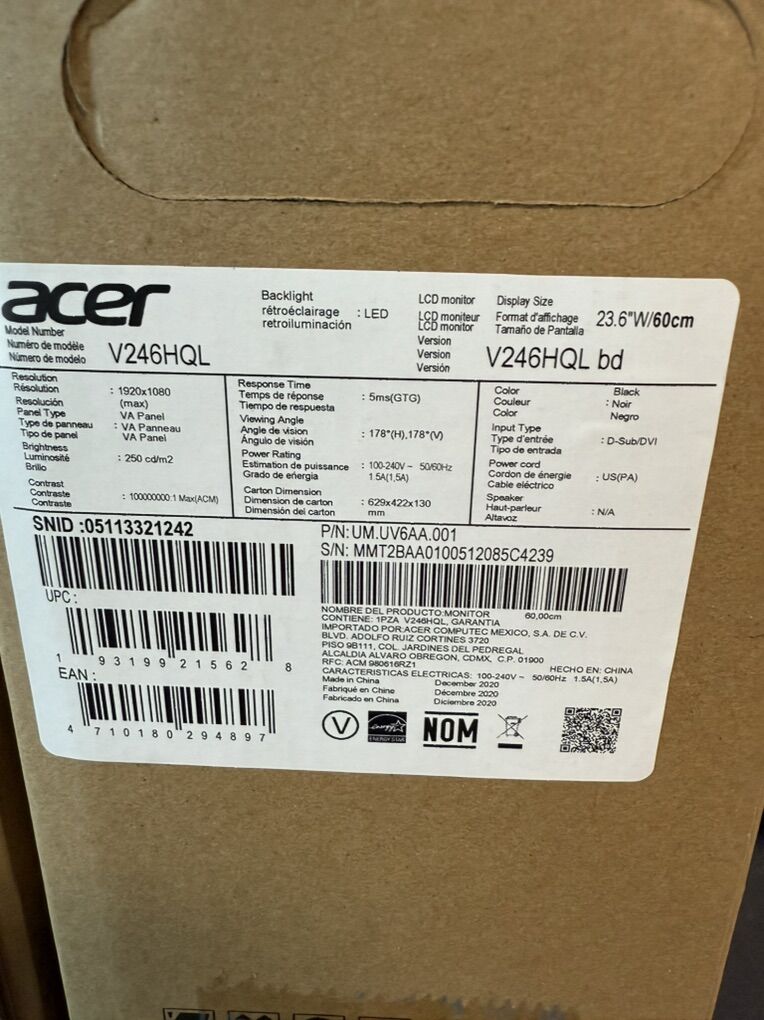 acer
Model Number
Numéro de modèle
Número de modelo
V246HQL
Backlight
rétroéclairage : LED
retroiluminación
LCD monitor
LCD moniteur
LCD monitor
Version
Version
Versión
Display Size
Format d'affichage
Tamaño de Pantalla
23.6"W/60cm
V246HQL bd
Resolution
Résolution : 1920x1080
Resolución (max)
Panel Type VA Panel
Type de panneau : VA Panneau
Tipo de panel VA Panel
Brightness
Luminosité : 250 cd/m2
Brillo
Contrast
Contraste : 100000000:1 Max(ACM)
Contraste
Response Time
Temps de réponse : 5ms(GTG)
Tiempo de respuesta
Viewing Angle
Angle de vision : 178°(H),178°(V)
Ángulo de visión
Power Rating
Estimation de puissance : 100-240V ~ 50/60Hz
Grado de energía 1.5A(1,5A)
Carton Dimension
Dimension de carton : 629x422x130
Dimensión del carton mm
Color Black
Couleur : Noir
Color Negro
Input Type
Type d'entrée : D-Sub/DVI
Tipo de entrada
Power cord
Cordon de énergie : US(PA)
Cable eléctrico
Speaker
Haut-parleur : N/A
Altavoz
SNID :05113321242
UPC :
1 93199 21562 8
EAN :
4 710180 294897
P/N: UM.UV6AA.001
S/N: MMT2BAA0100512085C4239
NOMBRE DEL PRODUCTO:MONITOR 60,00cm
CONTIENE: 1PZA V246HQL, GARANTIA
IMPORTADO POR:ACER COMPUTEC MEXICO, S.A. DE C.V.
BLVD. ADOLFO RUIZ CORTINES 3720
PISO 9B111, COL. JARDINES DEL PEDREGAL
ALCALDIA ALVARO OBREGON, CDMX, C.P. 01900
RFC: ACM 980616RZ1 HECHO EN: CHINA
CARACTERISTICAS ELECTRICAS: 100-240V ~ 50/60Hz 1.5A(1,5A)
Made in China December 2020
Fabriqué en Chine Décembre 2020
Fabricado en China Diciembre 2020
V
energy
ENERGY STAR
NOM